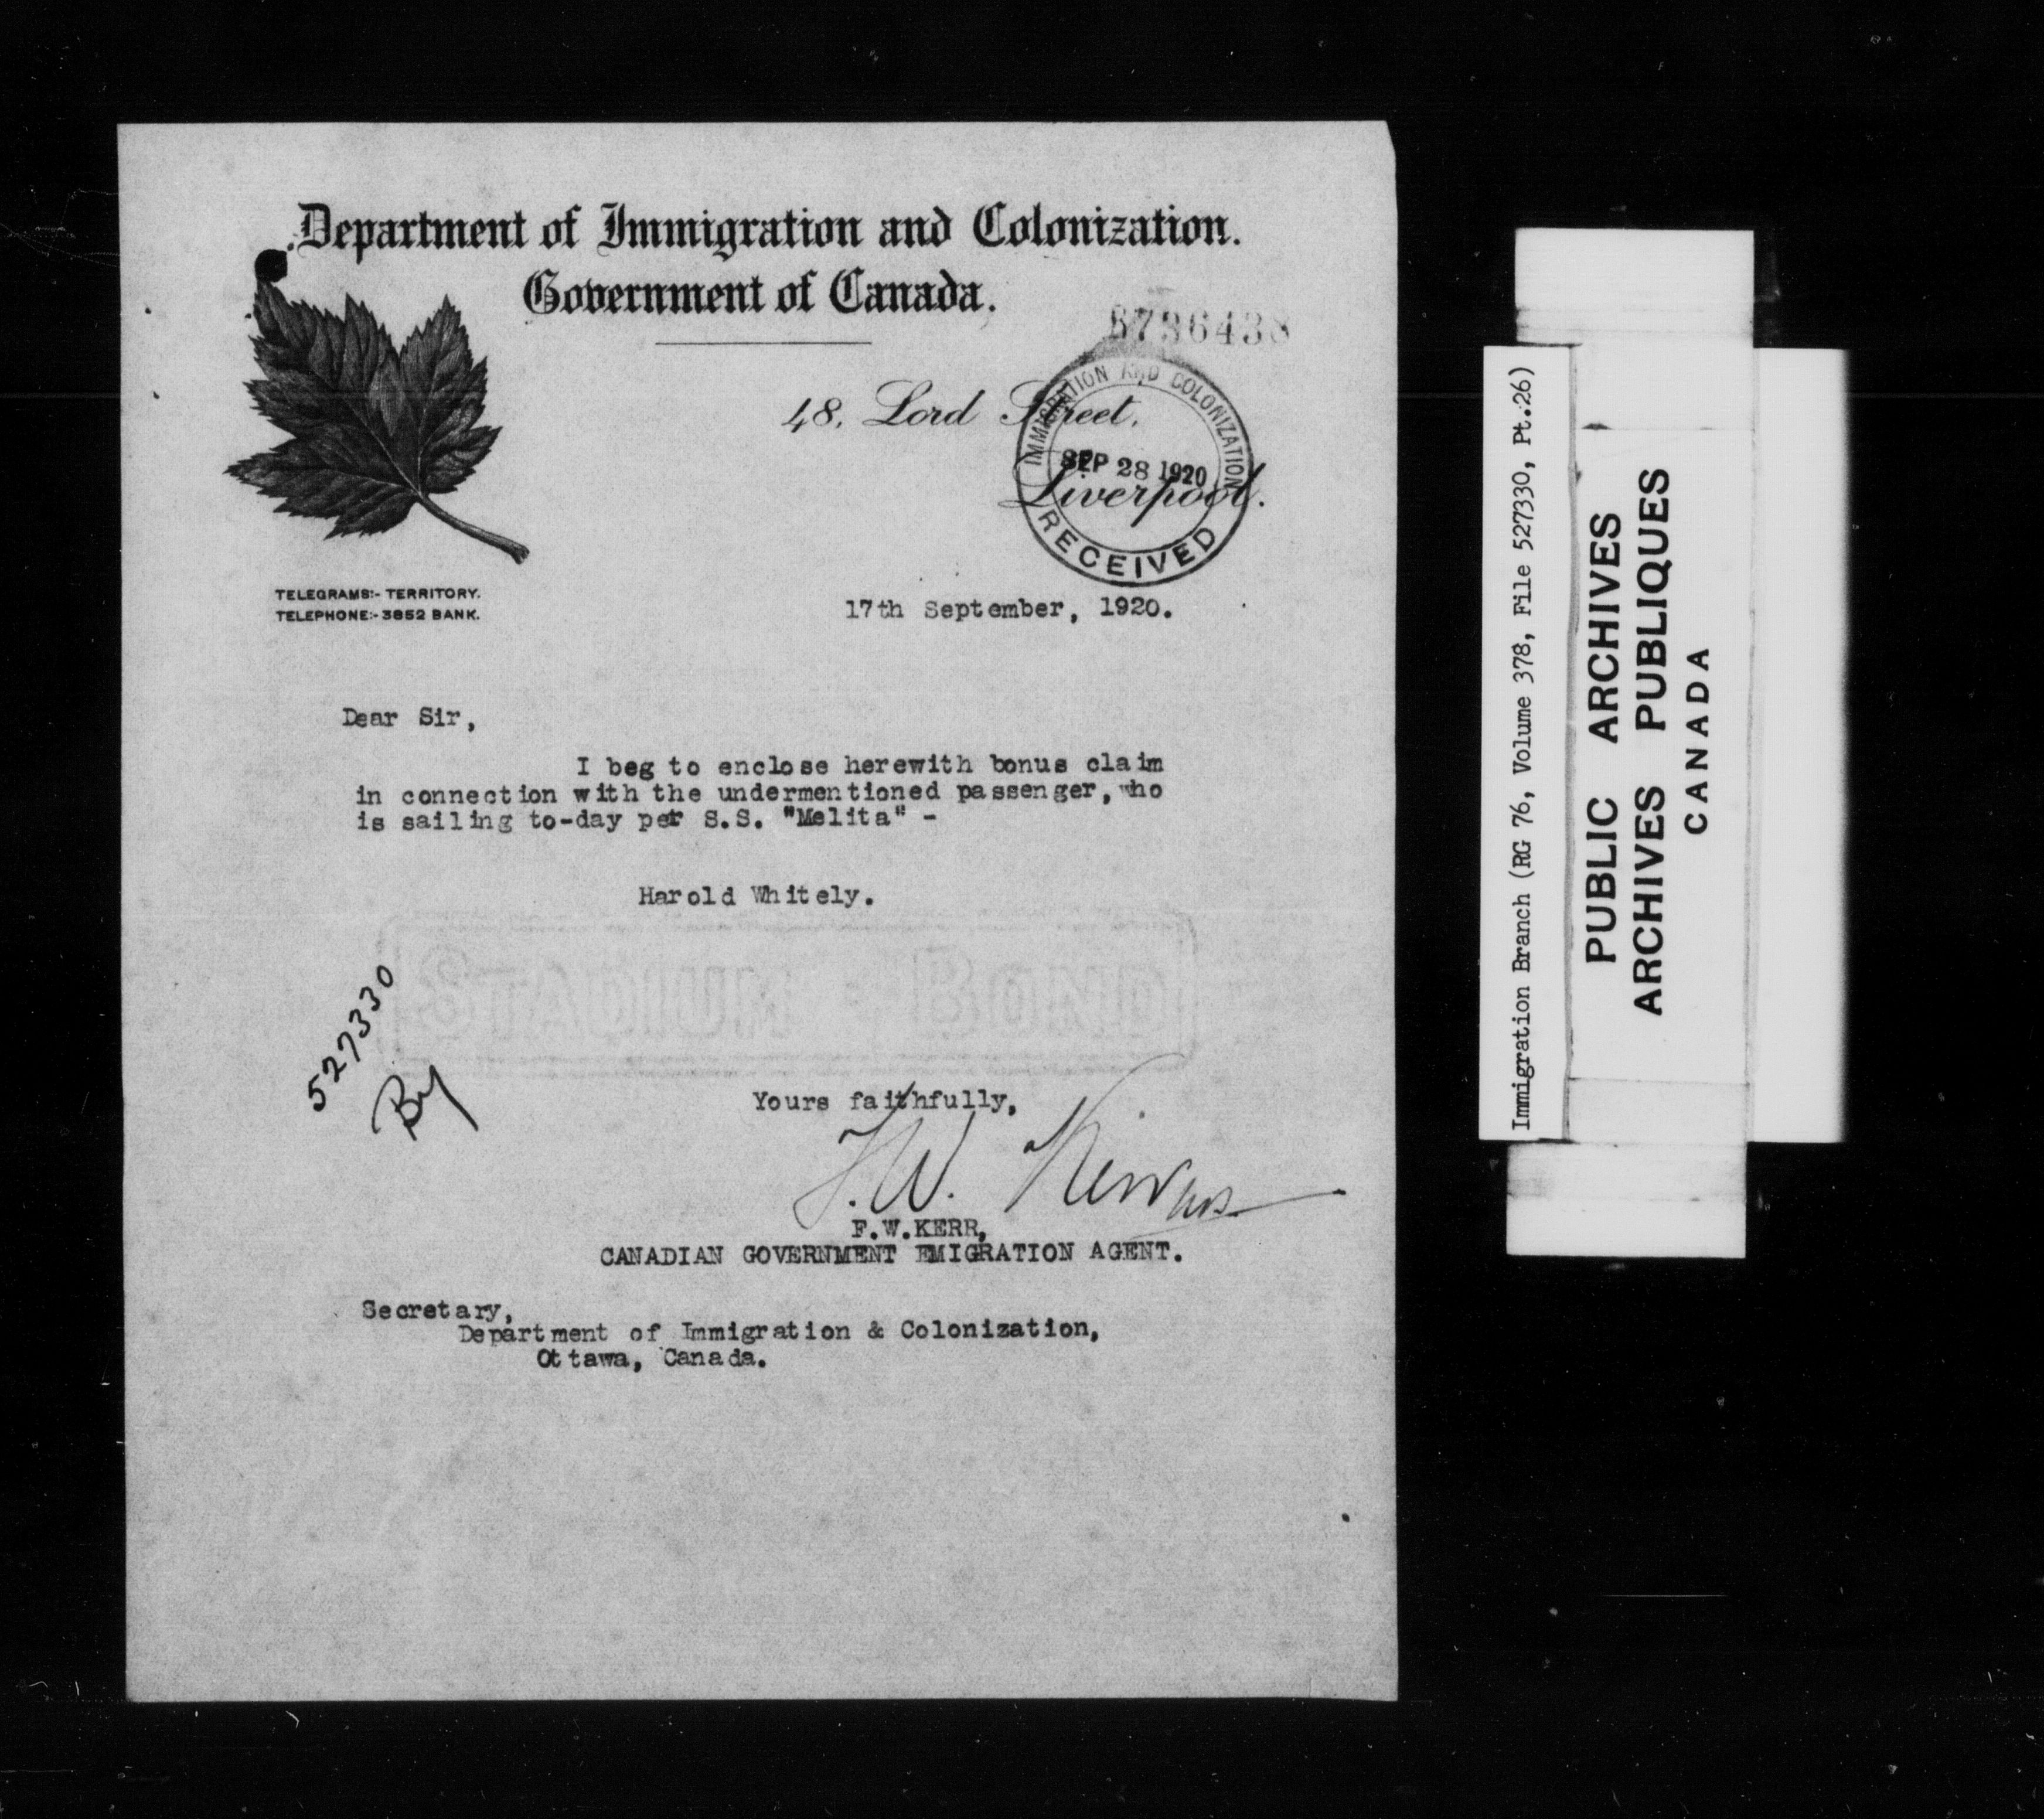 Department of Immigration and Colonization.
Government of Canada.
48, Lord Street,
Liverpool.
IMMIGRATION AND COLONIZATION
SEP 28 1920
RECEIVED
TELEGRAMS:- TERRITORY.
TELEPHONE:- 3852 BANK.
17th September, 1920.
Dear Sir,
I beg to enclose herewith bonus claim
in connection with the undermentioned passenger, who
is sailing to-day per S.S. "Melita" -
Harold Whitely.
STADIUM BOND
527330
Yours faithfully,
F.W.KERR,
CANADIAN GOVERNMENT EMIGRATION AGENT.
Secretary,
Department of Immigration & Colonization,
Ottawa, Canada.
Immigration Branch (RG 76, Volume 378, File 527330, Pt.26)
PUBLIC ARCHIVES
ARCHIVES PUBLIQUES
CANADA